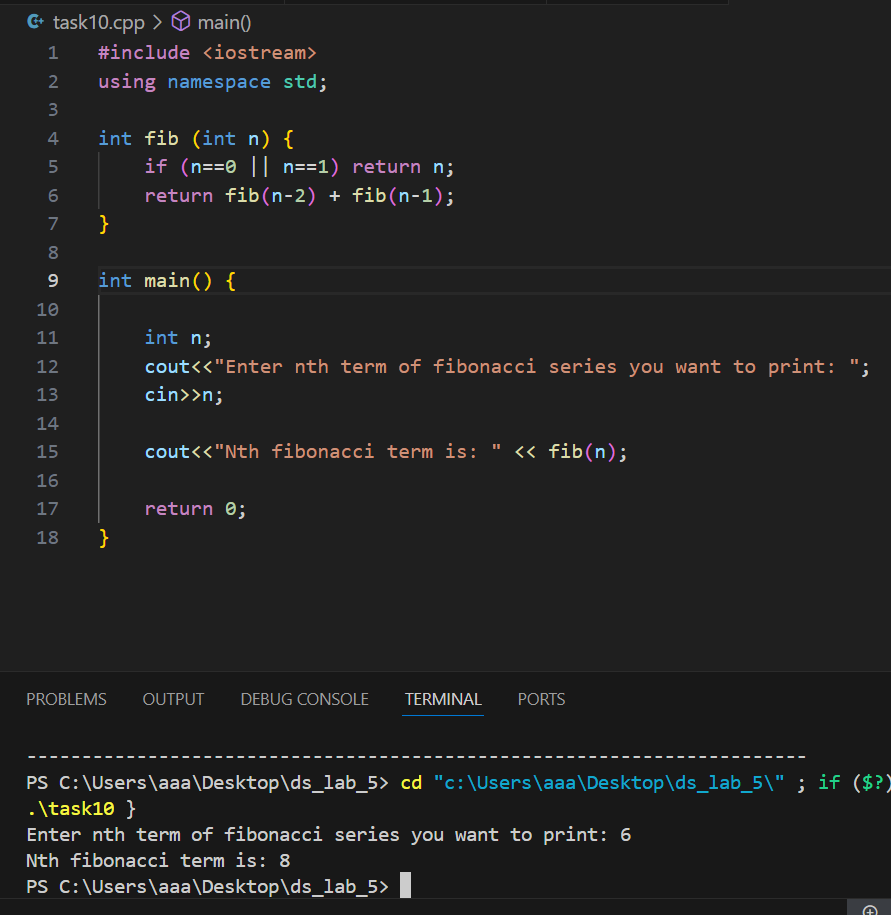 task10.cpp > main()
1 #include <iostream>
2 using namespace std;
3
4 int fib (int n) {
5 if (n==0 || n==1) return n;
6 return fib(n-2) + fib(n-1);
7 }
8
9 int main() {
10
11 int n;
12 cout<<"Enter nth term of fibonacci series you want to print: ";
13 cin>>n;
14
15 cout<<"Nth fibonacci term is: " << fib(n);
16
17 return 0;
18 }
PROBLEMS OUTPUT DEBUG CONSOLE TERMINAL PORTS
-----------------------------------------------------------------------
PS C:\Users\aaa\Desktop\ds_lab_5> cd "c:\Users\aaa\Desktop\ds_lab_5\" ; if ($?)
.\task10 }
Enter nth term of fibonacci series you want to print: 6
Nth fibonacci term is: 8
PS C:\Users\aaa\Desktop\ds_lab_5>